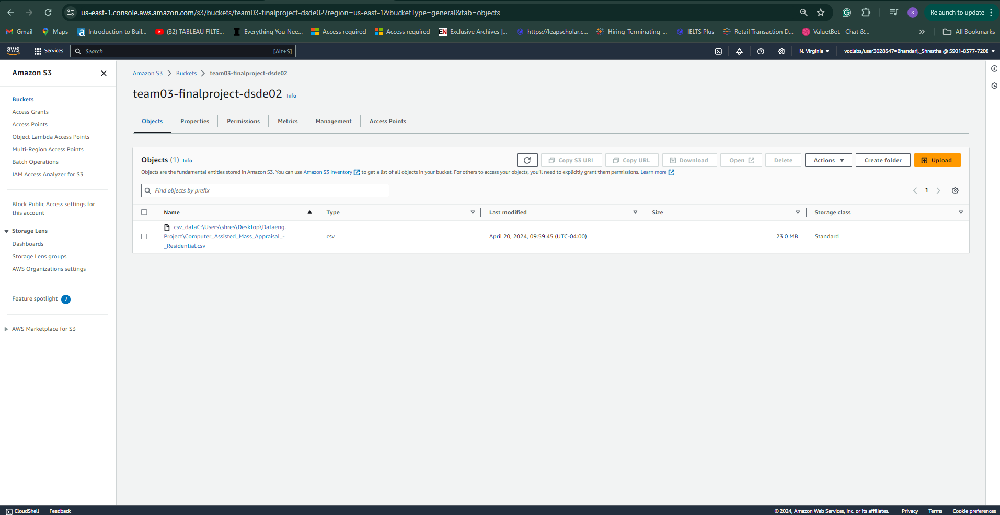 us-east-1.console.aws.amazon.com/s3/buckets/team03-finalproject-dsde02?region=us-east-1&bucketType=general&tab=objects
S
Relaunch to update
Gmail
Maps
Introduction to Buil...
(32) TABLEAU FILTE...
Everything You Nee...
Access required
Access required
Exclusive Archives |...
https://leapscholar.c...
Hiring-Terminating-...
IELTS Plus
Retail Transaction D...
ValuetBet - Chat &...
»
All Bookmarks
aws
Services
Search
[Alt+S]
N. Virginia
voclabs/user3028347=Bhandari,_Shrestha @ 5901-8377-7208
Amazon S3
Buckets
Access Grants
Access Points
Object Lambda Access Points
Multi-Region Access Points
Batch Operations
IAM Access Analyzer for S3
Block Public Access settings for
this account
Storage Lens
Dashboards
Storage Lens groups
AWS Organizations settings
Feature spotlight 7
AWS Marketplace for S3
Amazon S3 > Buckets > team03-finalproject-dsde02
team03-finalproject-dsde02 Info
Objects
Properties
Permissions
Metrics
Management
Access Points
Objects (1) Info
Copy S3 URI
Copy URL
Download
Open
Delete
Actions
Create folder
Upload
Objects are the fundamental entities stored in Amazon S3. You can use Amazon S3 inventory to get a list of all objects in your bucket. For others to access your objects, you'll need to explicitly grant them permissions. Learn more
Find objects by prefix
1
Name
Type
Last modified
Size
Storage class
csv_dataC:\Users\shres\Desktop\Dataeng.
Project\Computer_Assisted_Mass_Appraisal_-
_Residential.csv
csv
April 20, 2024, 09:59:45 (UTC-04:00)
23.0 MB
Standard
CloudShell
Feedback
© 2024, Amazon Web Services, Inc. or its affiliates.
Privacy
Terms
Cookie preferences